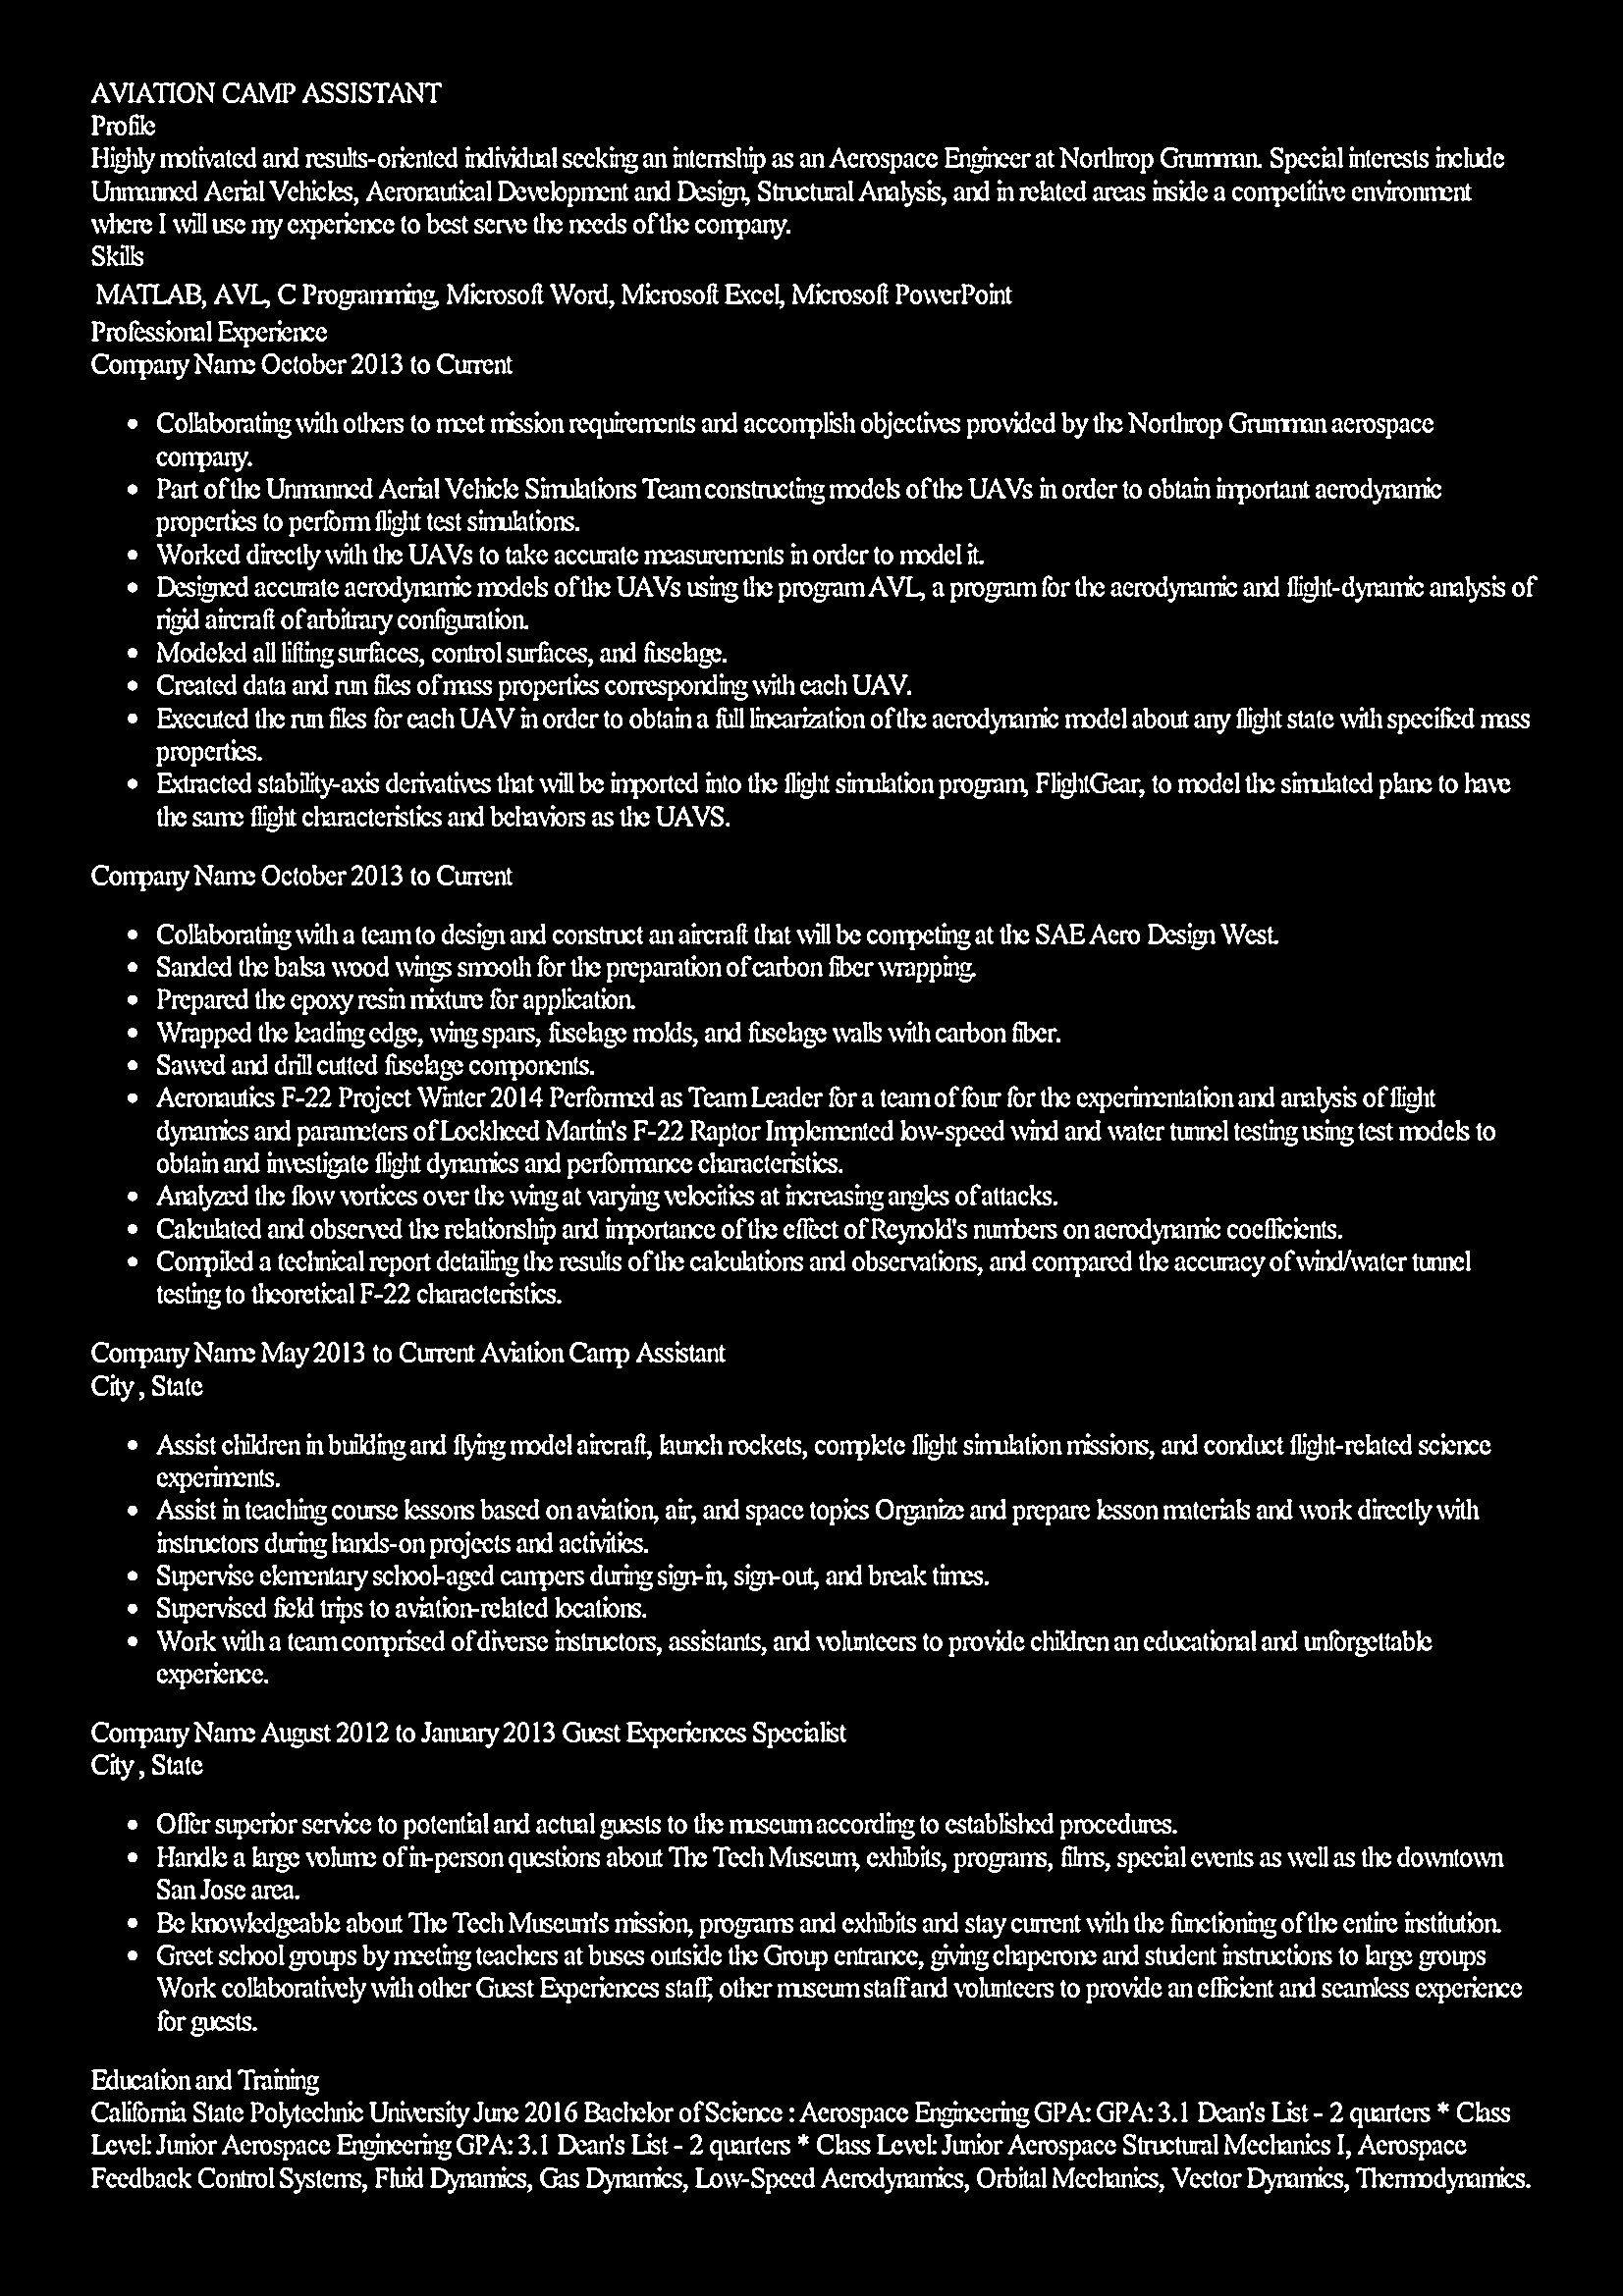 AVIATION CAMP ASSISTANT
Profile
Highly motivated and results-oriented individual seeking an internship as an Aerospace Engineer at Northrop Grumman. Special interests include
Unmanned Aerial Vehicles, Aeronautical Development and Design, Structural Analysis, and in related areas inside a competitive environment
where I will use my experience to best serve the needs of the company.
Skills
MATLAB, AVL, C Programming, Microsoft Word, Microsoft Excel, Microsoft PowerPoint
Professional Experience
Company Name October 2013 to Current
• Collaborating with others to meet mission requirements and accomplish objectives provided by the Northrop Grumman aerospace
company.
• Part of the Unmanned Aerial Vehicle Simulations Team constructing models of the UAVs in order to obtain important aerodynamic
properties to perform flight test simulations.
• Worked directly with the UAVs to take accurate measurements in order to model it.
• Designed accurate aerodynamic models of the UAVs using the program AVL, a program for the aerodynamic and flight-dynamic analysis of
rigid aircraft of arbitrary configuration.
• Modeled all lifting surfaces, control surfaces, and fuselage.
• Created data and run files of mass properties corresponding with each UAV.
• Executed the run files for each UAV in order to obtain a full linearization of the aerodynamic model about any flight state with specified mass
properties.
• Extracted stability-axis derivatives that will be imported into the flight simulation program, FlightGear, to model the simulated plane to have
the same flight characteristics and behaviors as the UAVS.
Company Name October 2013 to Current
• Collaborating with a team to design and construct an aircraft that will be competing at the SAE Aero Design West.
• Sanded the balsa wood wings smooth for the preparation of carbon fiber wrapping.
• Prepared the epoxy resin mixture for application.
• Wrapped the leading edge, wing spars, fuselage molds, and fuselage walls with carbon fiber.
• Sawed and drill cutted fuselage components.
• Aeronautics F-22 Project Winter 2014 Performed as Team Leader for a team of four for the experimentation and analysis of flight
dynamics and parameters of Lockheed Martin's F-22 Raptor Implemented low-speed wind and water tunnel testing using test models to
obtain and investigate flight dynamics and performance characteristics.
• Analyzed the flow vortices over the wing at varying velocities at increasing angles of attacks.
• Calculated and observed the relationship and importance of the effect of Reynold's numbers on aerodynamic coefficients.
• Compiled a technical report detailing the results of the calculations and observations, and compared the accuracy of wind/water tunnel
testing to theoretical F-22 characteristics.
Company Name May 2013 to Current Aviation Camp Assistant
City , State
• Assist children in building and flying model aircraft, launch rockets, complete flight simulation missions, and conduct flight-related science
experiments.
• Assist in teaching course lessons based on aviation, air, and space topics Organize and prepare lesson materials and work directly with
instructors during hands-on projects and activities.
• Supervise elementary school-aged campers during sign-in, sign-out, and break times.
• Supervised field trips to aviation-related locations.
• Work with a team comprised of diverse instructors, assistants, and volunteers to provide children an educational and unforgettable
experience.
Company Name August 2012 to January 2013 Guest Experiences Specialist
City , State
• Offer superior service to potential and actual guests to the museum according to established procedures.
• Handle a large volume of in-person questions about The Tech Museum, exhibits, programs, films, special events as well as the downtown
San Jose area.
• Be knowledgeable about The Tech Museum's mission, programs and exhibits and stay current with the functioning of the entire institution.
• Greet school groups by meeting teachers at buses outside the Group entrance, giving chaperone and student instructions to large groups
Work collaboratively with other Guest Experiences staff, other museum staff and volunteers to provide an efficient and seamless experience
for guests.
Education and Training
California State Polytechnic University June 2016 Bachelor of Science : Aerospace Engineering GPA: GPA: 3.1 Dean's List - 2 quarters * Class
Level: Junior Aerospace Engineering GPA: 3.1 Dean's List - 2 quarters * Class Level: Junior Aerospace Structural Mechanics I, Aerospace
Feedback Control Systems, Fluid Dynamics, Gas Dynamics, Low-Speed Aerodynamics, Orbital Mechanics, Vector Dynamics, Thermodynamics.